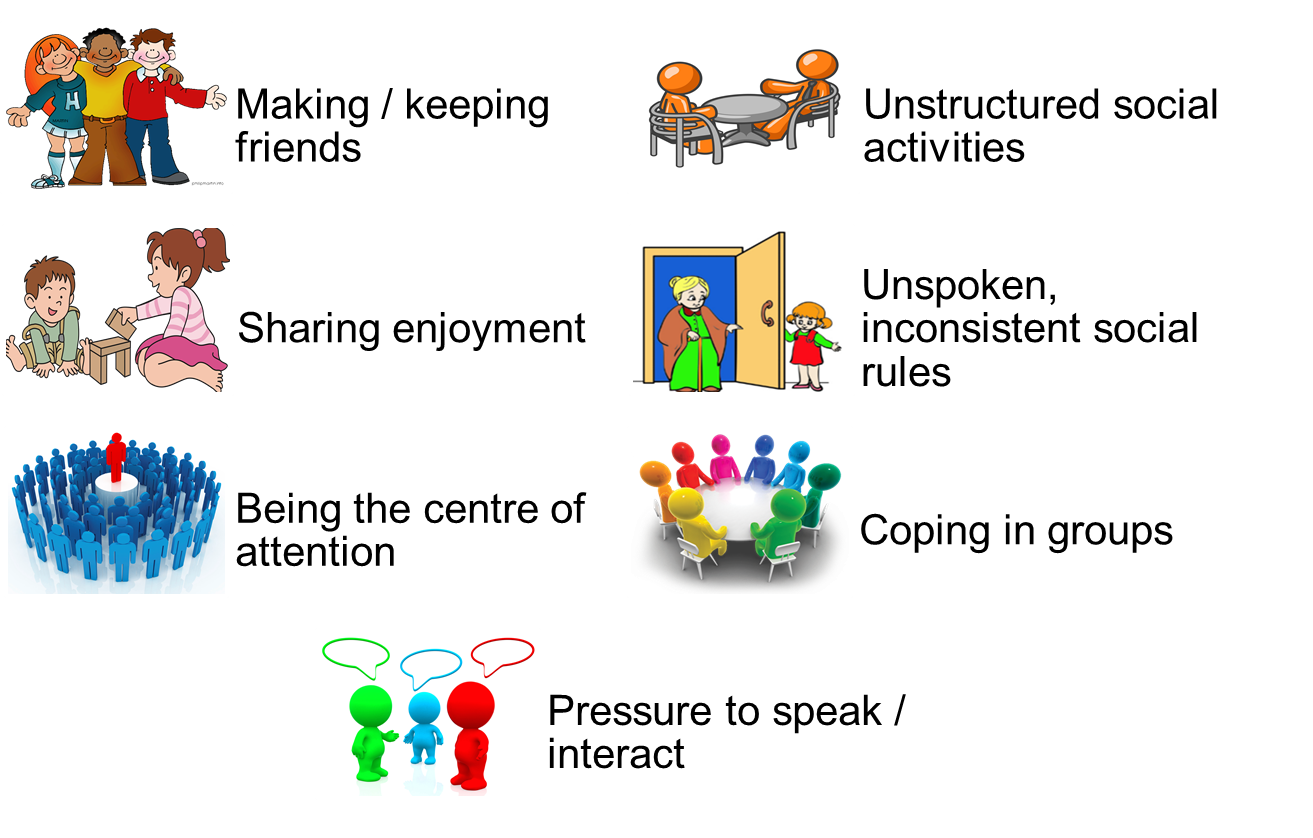 Making / keeping
friends
Unstructured social
activities
Sharing enjoyment
Unspoken,
inconsistent social
rules
Being the centre of
attention
Coping in groups
Pressure to speak /
interact
H